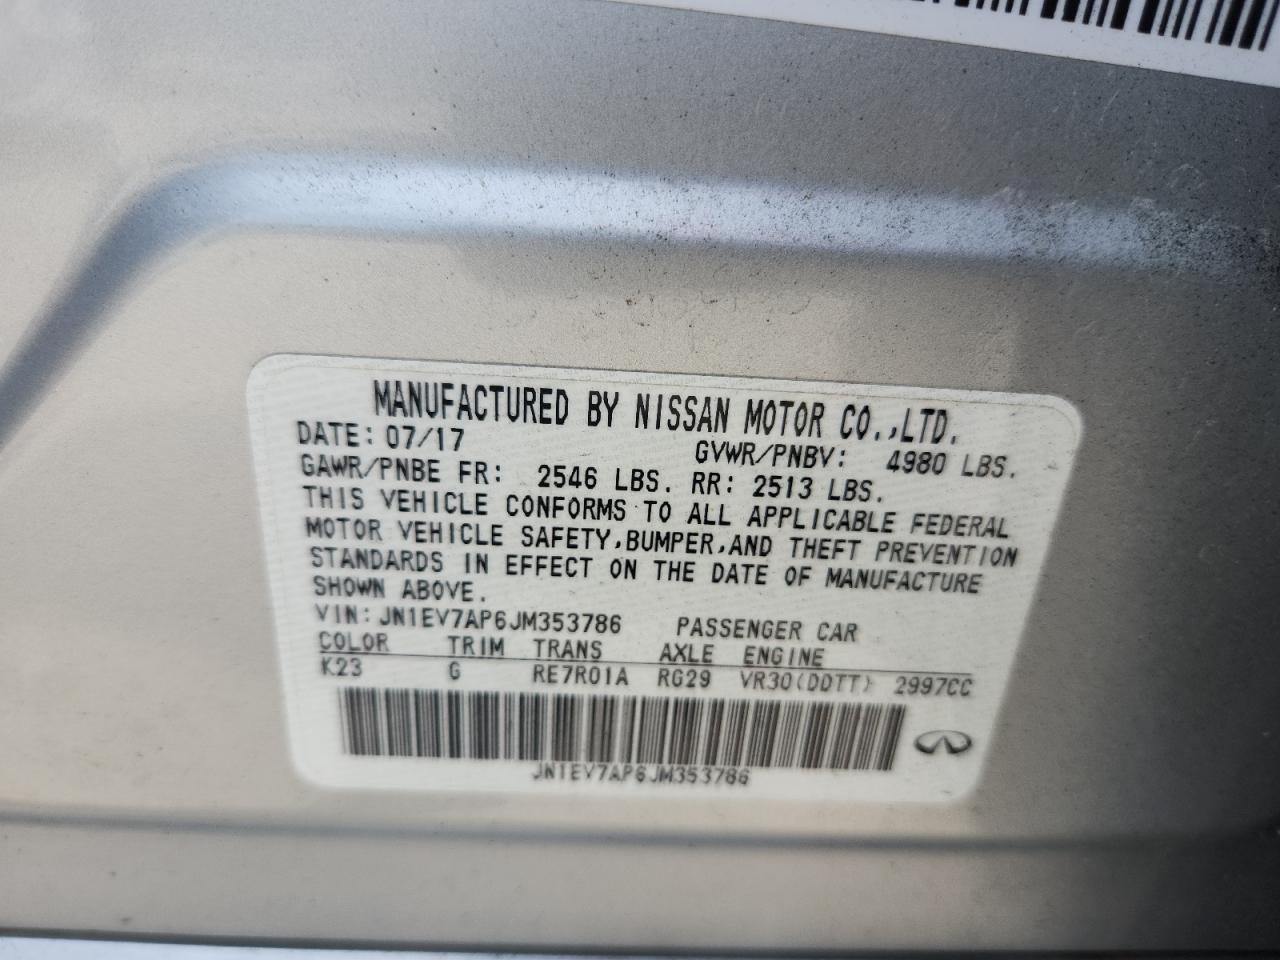 MANUFACTURED BY NISSAN MOTOR CO.,LTD.
DATE: 07/17 GVWR/PNBV: 4980 LBS.
GAWR/PNBE FR: 2546 LBS. RR: 2513 LBS.
THIS VEHICLE CONFORMS TO ALL APPLICABLE FEDERAL
MOTOR VEHICLE SAFETY,BUMPER,AND THEFT PREVENTION
STANDARDS IN EFFECT ON THE DATE OF MANUFACTURE
SHOWN ABOVE.
VIN: JN1EV7AP6JM353786 PASSENGER CAR
COLOR TRIM TRANS AXLE ENGINE
K23 G RE7R01A RG29 VR30(DDTT) 2997CC
JN1EV7AP6JM353786